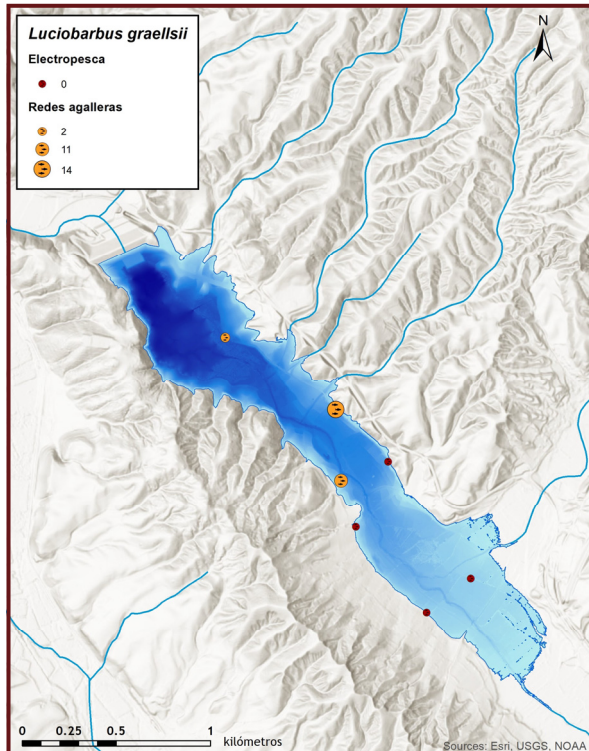 Luciobarbus graellsii
N
Electropesca
0
Redes agalleras
2
11
14
0 0.25 0.5 1
kilómetros
Sources: Esri, USGS, NOAA